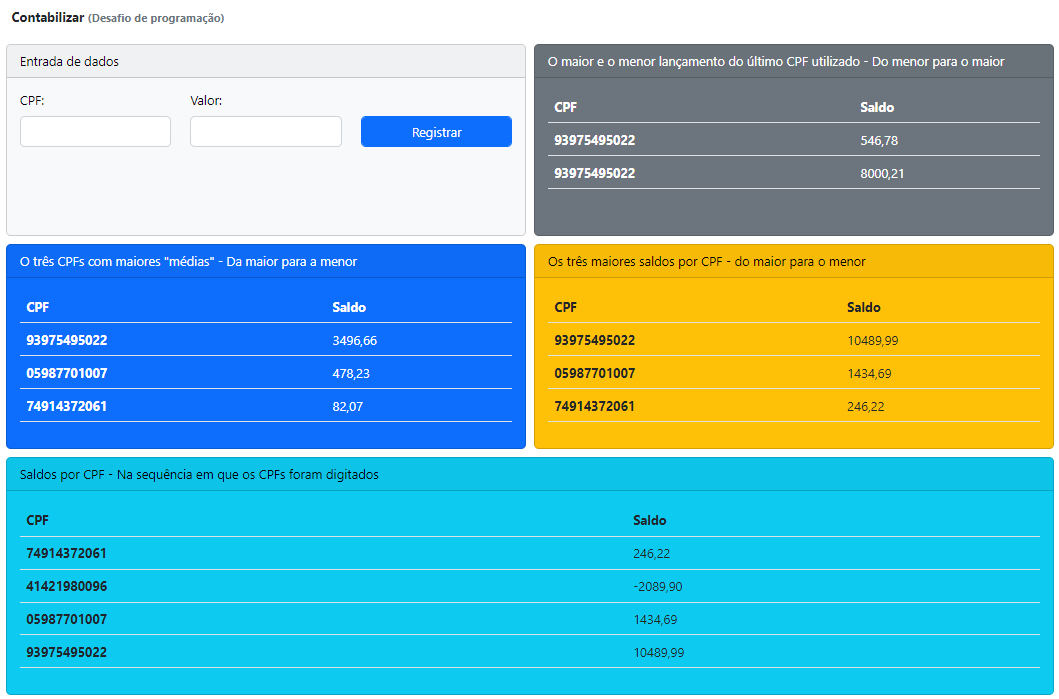 Contabilizar (Desafio de programação)
Entrada de dados
CPF: Valor:
Registrar
O maior e o menor lançamento do último CPF utilizado - Do menor para o maior
CPF Saldo
93975495022 546,78
93975495022 8000,21
O três CPFs com maiores "médias" - Da maior para a menor
CPF Saldo
93975495022 3496,66
05987701007 478,23
74914372061 82,07
Os três maiores saldos por CPF - do maior para o menor
CPF Saldo
93975495022 10489,99
05987701007 1434,69
74914372061 246,22
Saldos por CPF - Na sequência em que os CPFs foram digitados
CPF Saldo
74914372061 246,22
41421980096 -2089,90
05987701007 1434,69
93975495022 10489,99